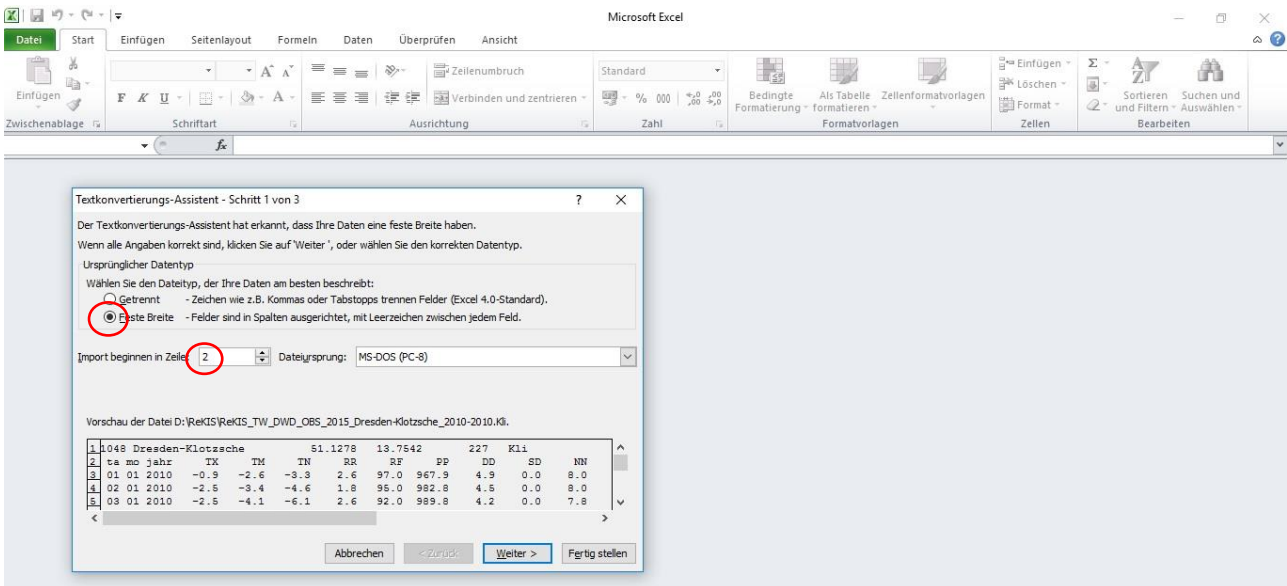 Microsoft Excel
Datei Start Einfügen Seitenlayout Formeln Daten Überprüfen Ansicht
Einfügen
F K U A A A
Zeilenumbruch
Verbinden und zentrieren
Standard
% 000 ,0 ,00 ,00 ,0
Bedingte Formatierung
Als Tabelle formatieren
Zellenformatvorlagen
Einfügen
Löschen
Format
Σ
Sortieren und Filtern
Suchen und Auswählen
Zwischenablage Schriftart Ausrichtung Zahl Formatvorlagen Zellen Bearbeiten
fx
Textkonvertierungs-Assistent - Schritt 1 von 3 ? X
Der Textkonvertierungs-Assistent hat erkannt, dass Ihre Daten eine feste Breite haben.
Wenn alle Angaben korrekt sind, klicken Sie auf 'Weiter ', oder wählen Sie den korrekten Datentyp.
Ursprünglicher Datentyp
Wählen Sie den Dateityp, der Ihre Daten am besten beschreibt:
Getrennt - Zeichen wie z.B. Kommas oder Tabstopps trennen Felder (Excel 4.0-Standard).
Feste Breite - Felder sind in Spalten ausgerichtet, mit Leerzeichen zwischen jedem Feld.
Import beginnen in Zeile: 2 Dateiursprung: MS-DOS (PC-8)
Vorschau der Datei D:\ReKIS\ReKIS_TW_DWD_OBS_2015_Dresden-Klotzsche_2010-2010.Kli.
1 1048 Dresden-Klotzsche 51.1278 13.7542 227 Kli
2 ta mo jahr TX TM TN RR RF PP DD SD NN
3 01 01 2010 -0.9 -2.6 -3.3 2.6 97.0 967.9 4.9 0.0 8.0
4 02 01 2010 -2.5 -3.4 -4.6 1.8 95.0 982.8 4.5 0.0 8.0
5 03 01 2010 -2.5 -4.1 -6.1 2.6 92.0 989.8 4.2 0.0 7.8
Abbrechen < Zurück Weiter > Fertig stellen